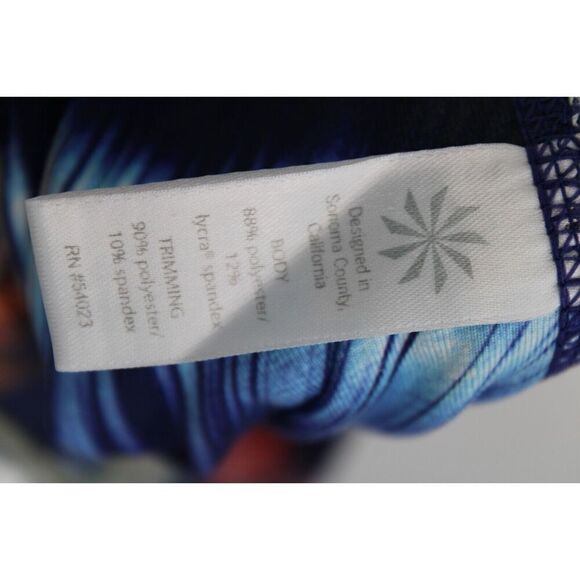 Designed in
Sonoma County,
California
BODY
88% polyester/
12%
lycra® spandex
TRIMMING
90% polyester/
10% spandex
RN #54023